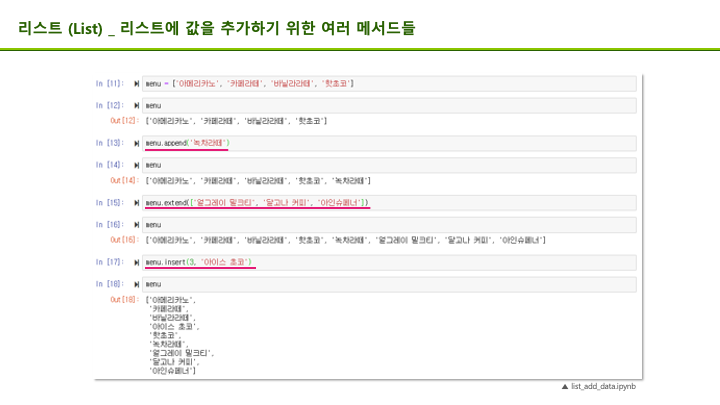 리스트 (List) _ 리스트에 값을 추가하기 위한 여러 메서드들
In [11]: menu = ['아메리카노', '카페라떼', '바닐라라떼', '핫초코']
In [12]: menu
Out[12]: ['아메리카노', '카페라떼', '바닐라라떼', '핫초코']
In [13]: menu.append('녹차라떼')
In [14]: menu
Out[14]: ['아메리카노', '카페라떼', '바닐라라떼', '핫초코', '녹차라떼']
In [15]: menu.extend(['얼그레이 밀크티', '달고나 커피', '아인슈페너'])
In [16]: menu
Out[16]: ['아메리카노', '카페라떼', '바닐라라떼', '핫초코', '녹차라떼', '얼그레이 밀크티', '달고나 커피', '아인슈페너']
In [17]: menu.insert(3, '아이스 초코')
In [18]: menu
Out[18]: ['아메리카노',
'카페라떼',
'바닐라라떼',
'아이스 초코',
'핫초코',
'녹차라떼',
'얼그레이 밀크티',
'달고나 커피',
'아인슈페너']
▲ list_add_data.ipynb